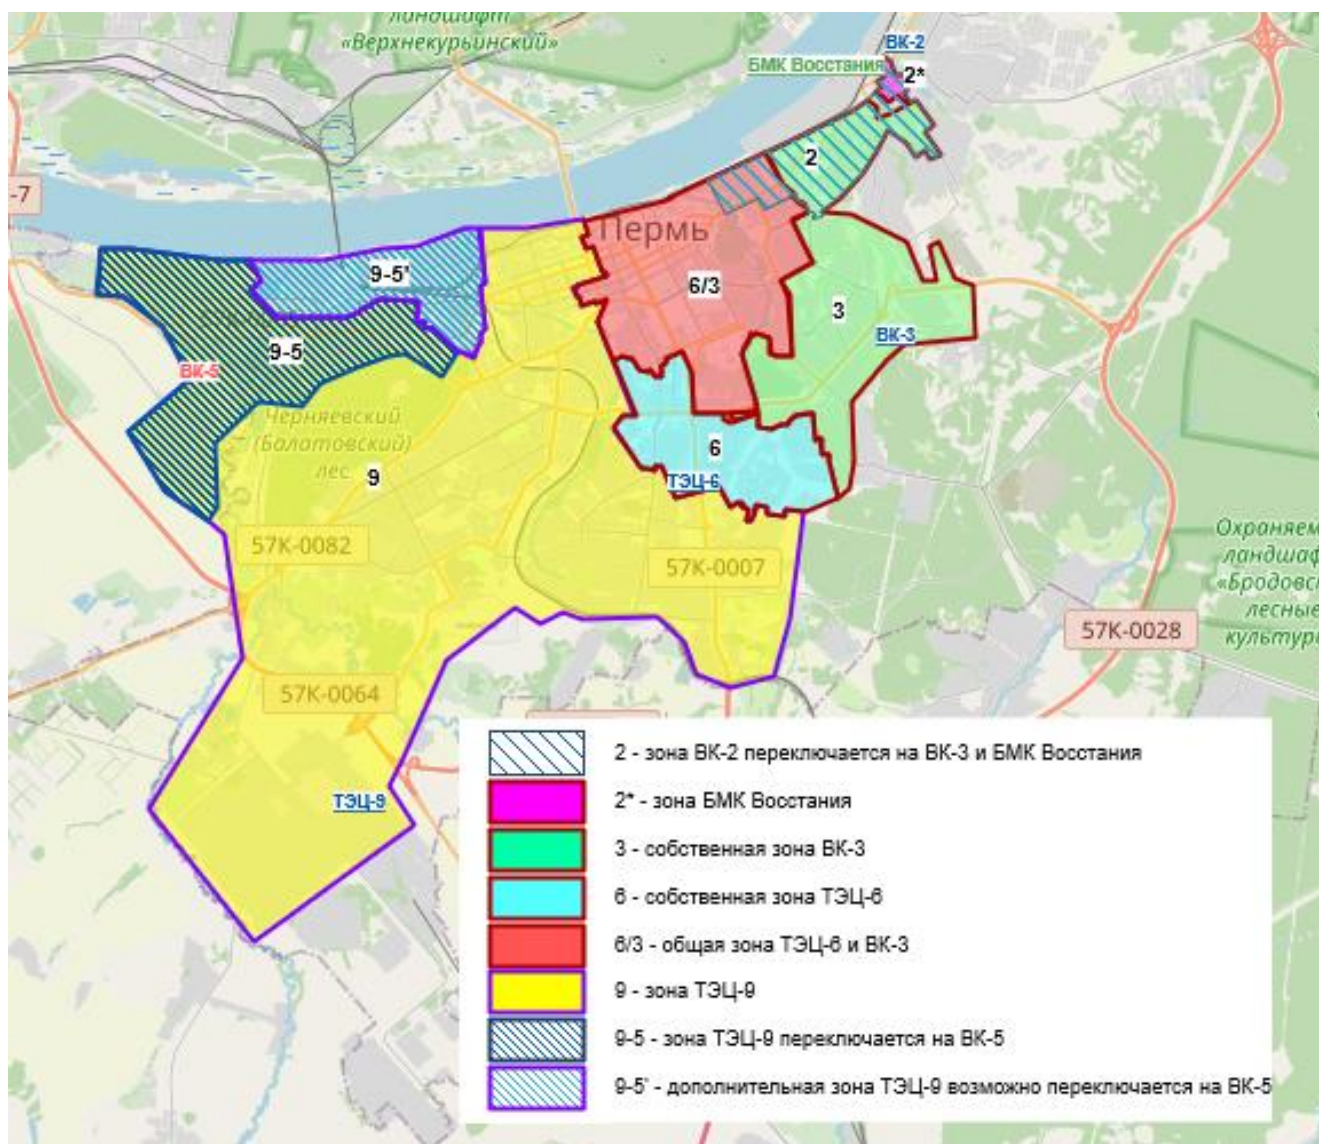 ландшафт
«Верхнекурьинский»
ВК-2
БМК Восстания
2*
2
-7
Пермь
9-5'
6/3
3
ВК-3
9-5
ВК-5
Черняевский
(Балатовский)
лес
9
6
ТЭЦ-6
57К-0082
57К-0007
Охраняем
ландшаф
«Бродовс
лесные
культуры
57К-0028
57К-0064
ТЭЦ-9
2 - зона ВК-2 переключается на ВК-3 и БМК Восстания
2* - зона БМК Восстания
3 - собственная зона ВК-3
6 - собственная зона ТЭЦ-6
6/3 - общая зона ТЭЦ-6 и ВК-3
9 - зона ТЭЦ-9
9-5 - зона ТЭЦ-9 переключается на ВК-5
9-5' - дополнительная зона ТЭЦ-9 возможно переключается на ВК-5